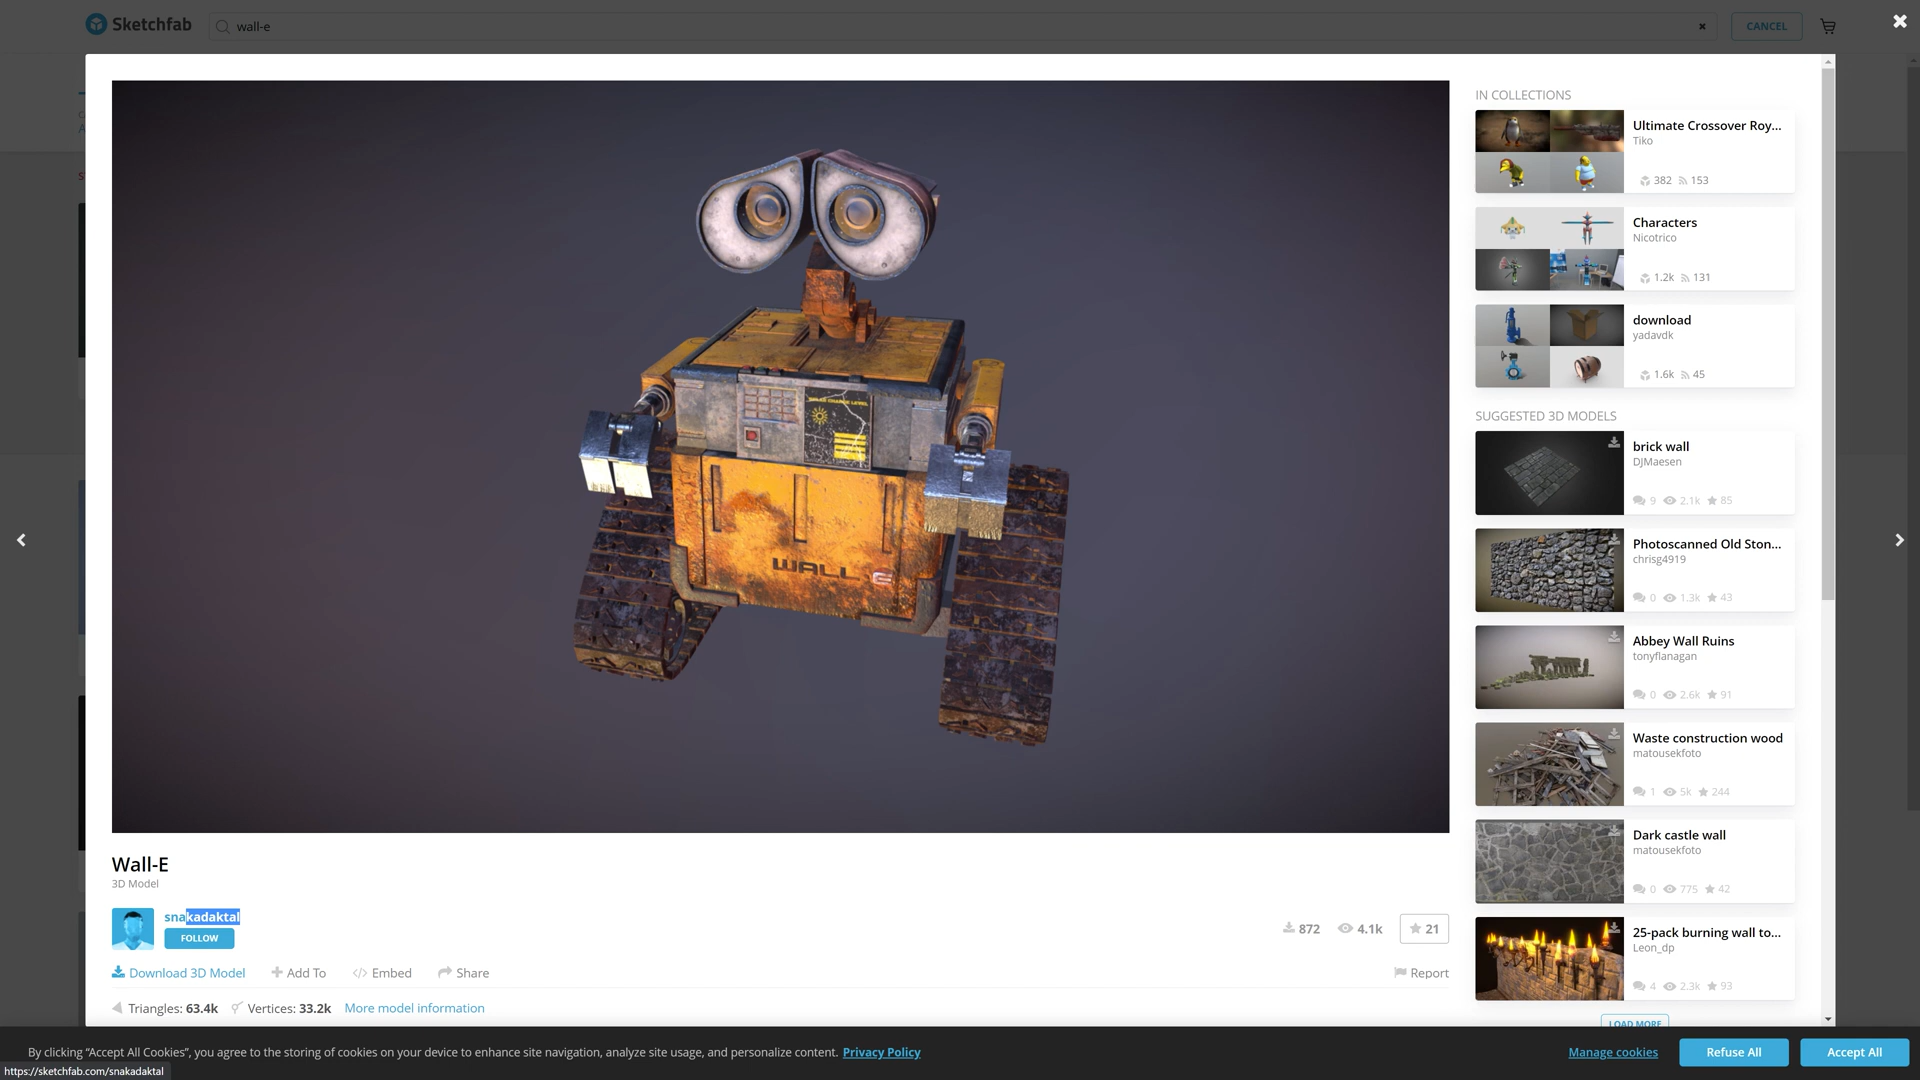 Sketchfab
wall-e
CANCEL
IN COLLECTIONS
Ultimate Crossover Roy...
Tiko
382 153
Characters
Nicotrico
1.2k 131
download
yadavdk
1.6k 45
SUGGESTED 3D MODELS
brick wall
DJMaesen
9 2.1k 85
Photoscanned Old Ston...
chrisg4919
0 1.3k 43
Abbey Wall Ruins
tonyflanagan
0 2.6k 91
Waste construction wood
matousekfoto
1 5k 244
Dark castle wall
matousekfoto
0 775 42
25-pack burning wall to...
Leon_dp
4 2.3k 93
LOAD MORE
SOLAR CHARGE LEVEL
WALL E
Wall-E
3D Model
snakadaktal
FOLLOW
872 4.1k 21
Download 3D Model Add To Embed Share Report
Triangles: 63.4k Vertices: 33.2k More model information
By clicking “Accept All Cookies”, you agree to the storing of cookies on your device to enhance site navigation, analyze site usage, and personalize content. Privacy Policy
Manage cookies Refuse All Accept All
https://sketchfab.com/snakadaktal